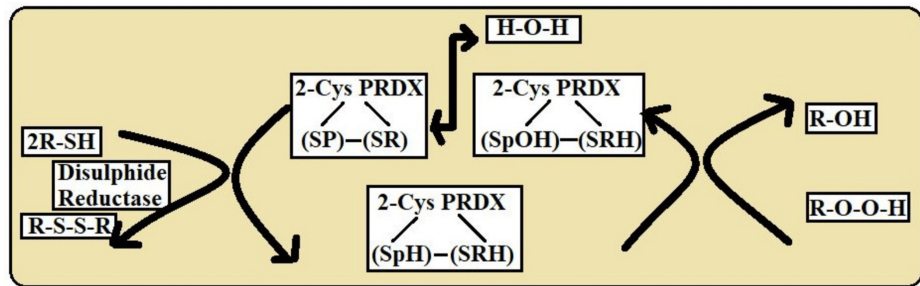 H-O-H
2-Cys PRDX
(SP)–(SR)
2-Cys PRDX
(SpOH)–(SRH)
R-OH
2R-SH
Disulphide
Reductase
R-S-S-R
2-Cys PRDX
(SpH)–(SRH)
R-O-O-H